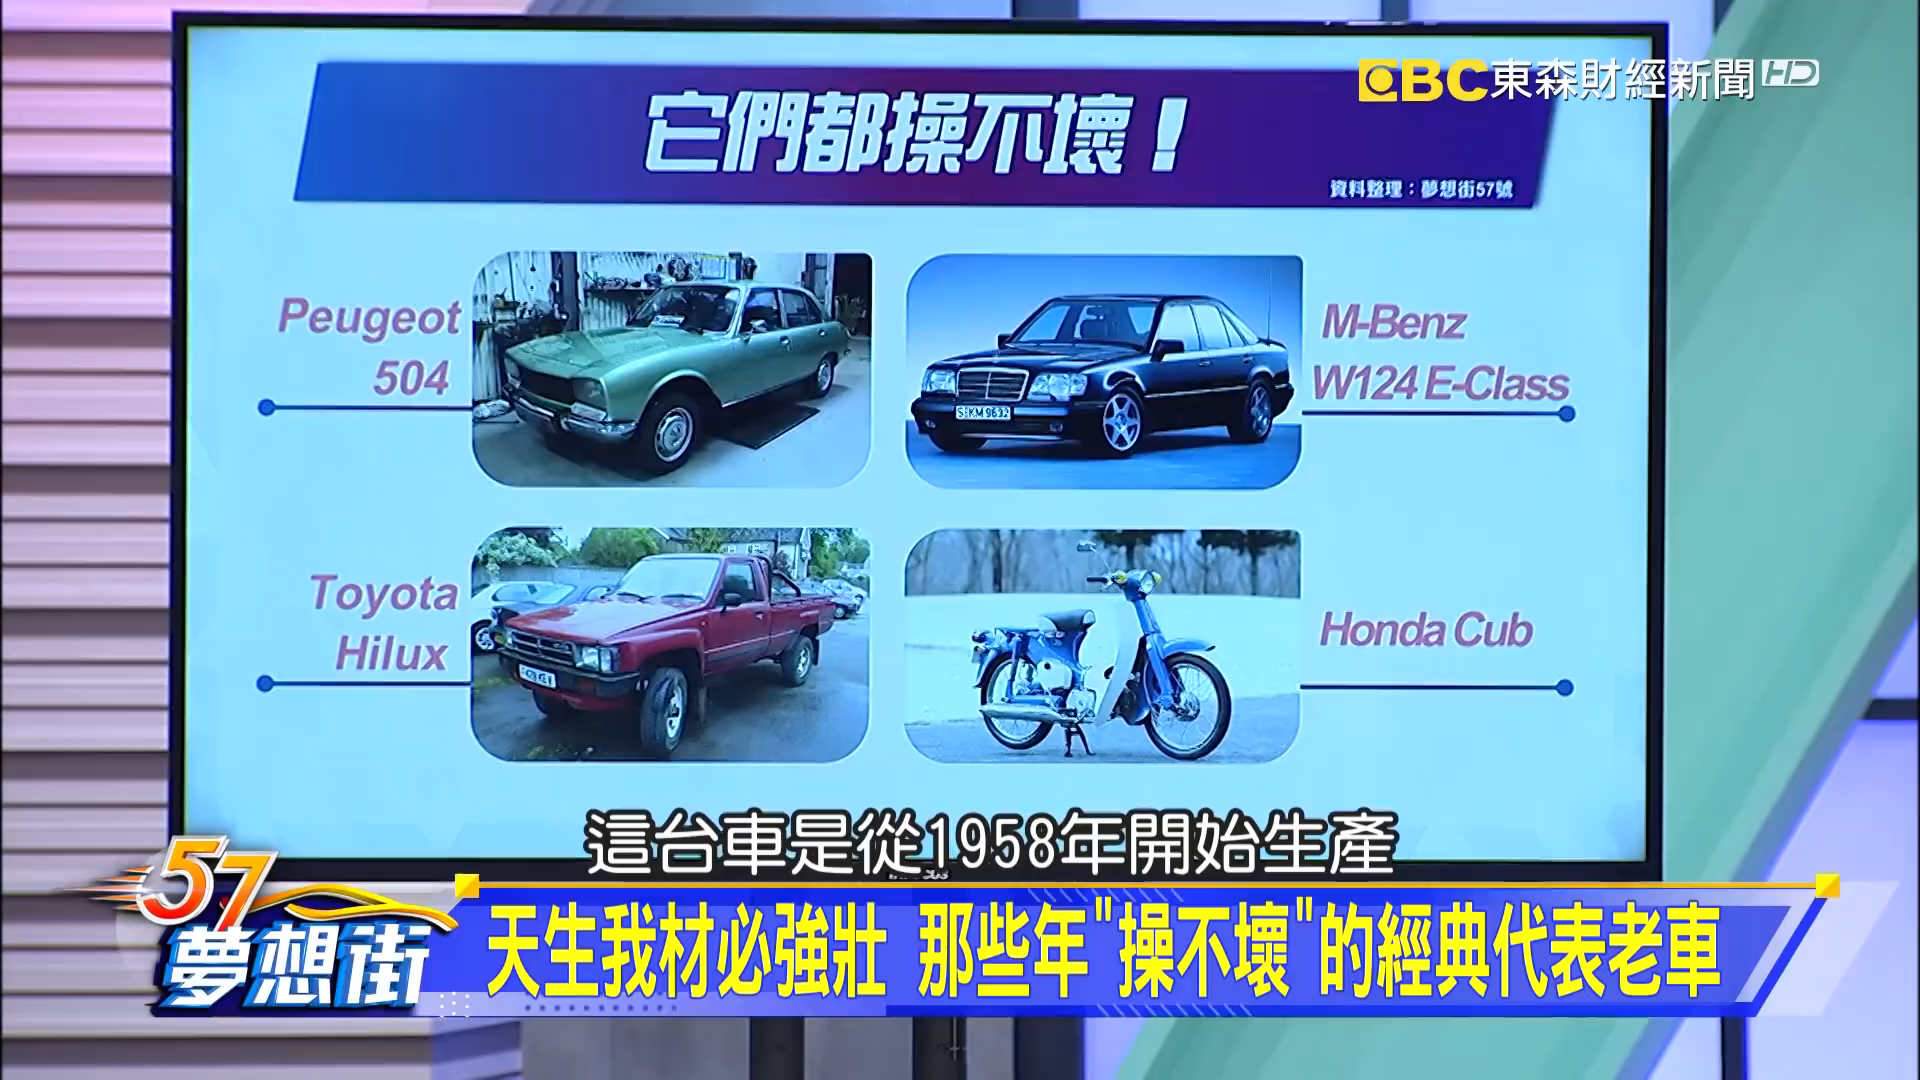 EBC東森財經新聞HD
它們都操不壞！
資料整理：夢想街57號
Peugeot
504
M-Benz
W124 E-Class
S KM 9632
Toyota
Hilux
Honda Cub
這台車是從1958年開始生產
57
夢想街
天生我材必強壯 那些年"操不壞"的經典代表老車